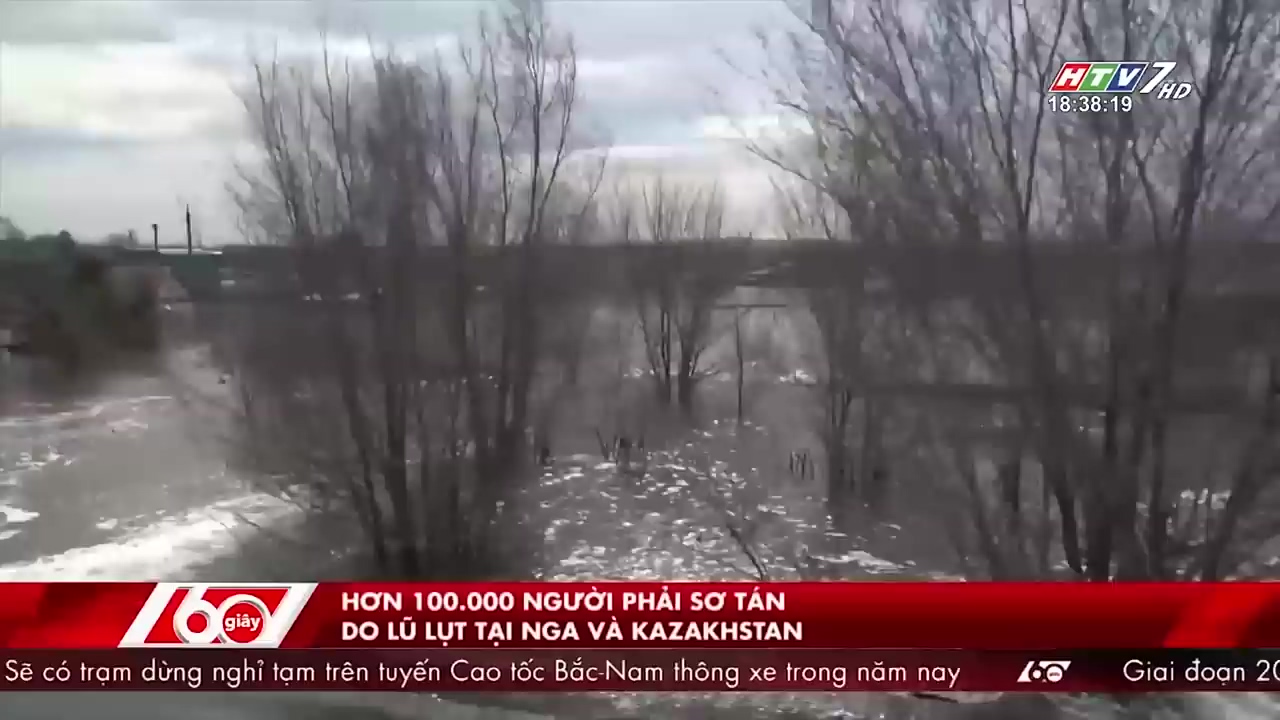 HTV7 HD
18:38:19
60 giây
HƠN 100.000 NGƯỜI PHẢI SƠ TÁN
DO LŨ LỤT TẠI NGA VÀ KAZAKHSTAN
Sẽ có trạm dừng nghỉ tạm trên tuyến Cao tốc Bắc-Nam thông xe trong năm nay 60 Giai đoạn 20